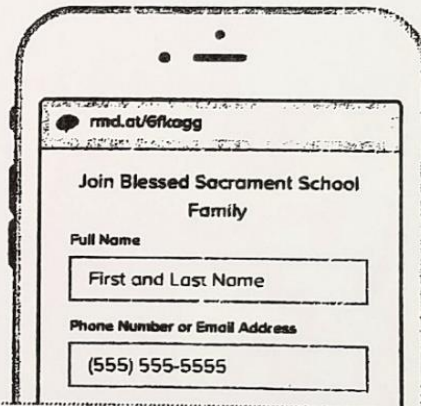 rmd.at/6fkagg
Join Blessed Sacrament School
Family
Full Name
First and Last Name
Phone Number or Email Address
(555) 555-5555